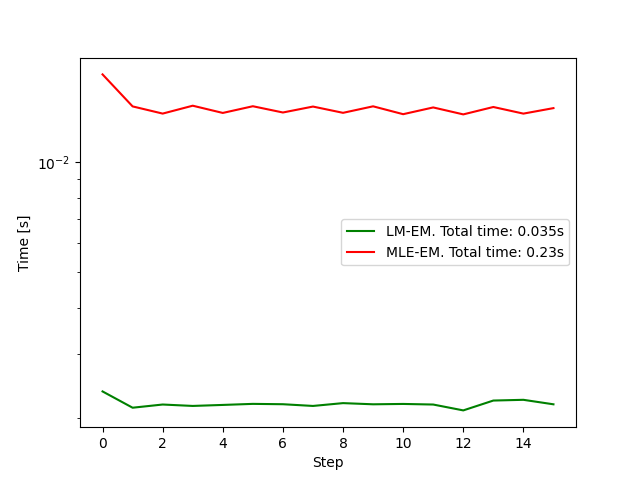 10⁻²
Time [s]
LM-EM. Total time: 0.035s
MLE-EM. Total time: 0.23s
0 2 4 6 8 10 12 14
Step